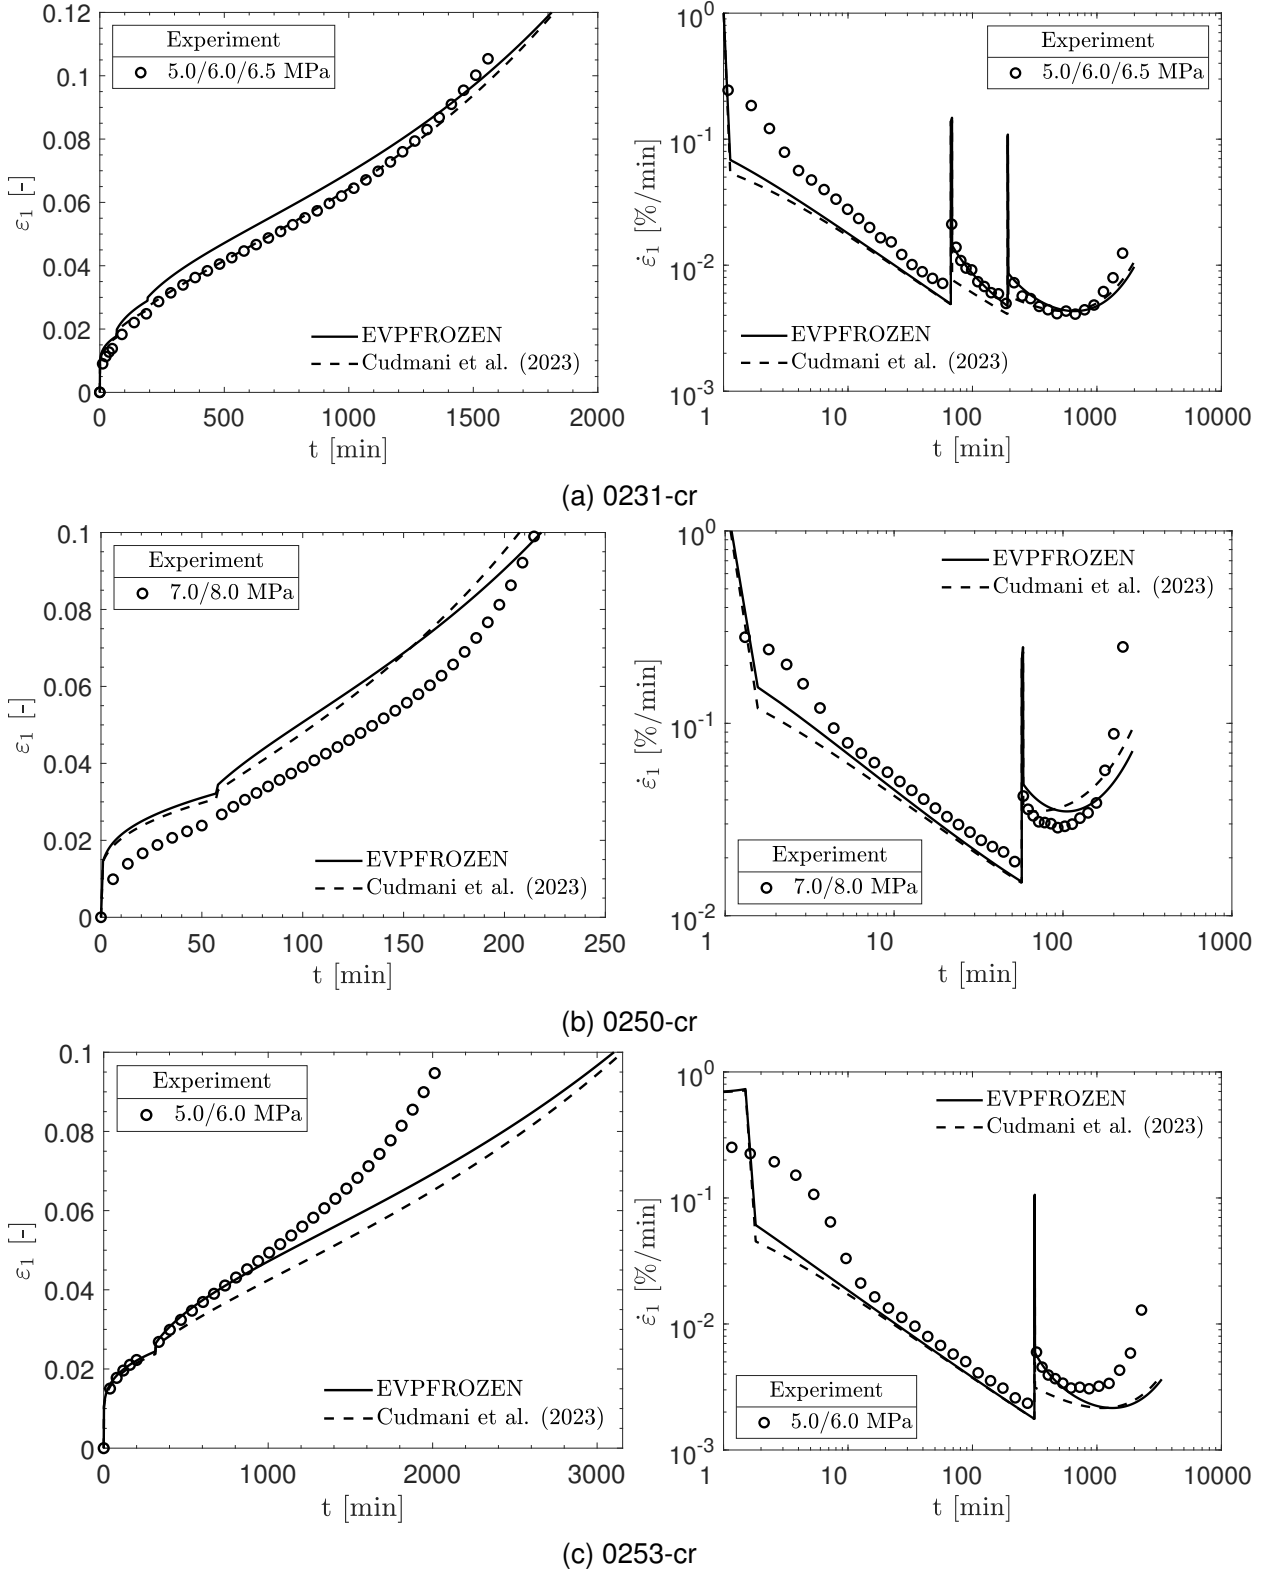 0.12
0.1
0.08
0.06
0.04
0.02
0
ε₁ [-]
Experiment
5.0/6.0/6.5 MPa
EVPFROZEN
Cudmani et al. (2023)
0 500 1000 1500 2000
t [min]
10⁰
10⁻¹
10⁻²
10⁻³
ε̇₁ [%/min]
Experiment
5.0/6.0/6.5 MPa
EVPFROZEN
Cudmani et al. (2023)
1 10 100 1000 10000
t [min]
(a) 0231-cr
0.1
0.08
0.06
0.04
0.02
0
ε₁ [-]
Experiment
7.0/8.0 MPa
EVPFROZEN
Cudmani et al. (2023)
0 50 100 150 200 250
t [min]
10⁰
10⁻¹
10⁻²
ε̇₁ [%/min]
EVPFROZEN
Cudmani et al. (2023)
Experiment
7.0/8.0 MPa
1 10 100 1000
t [min]
(b) 0250-cr
0.1
0.08
0.06
0.04
0.02
0
ε₁ [-]
Experiment
5.0/6.0 MPa
EVPFROZEN
Cudmani et al. (2023)
0 1000 2000 3000
t [min]
10⁰
10⁻¹
10⁻²
10⁻³
ε̇₁ [%/min]
EVPFROZEN
Cudmani et al. (2023)
Experiment
5.0/6.0 MPa
1 10 100 1000 10000
t [min]
(c) 0253-cr